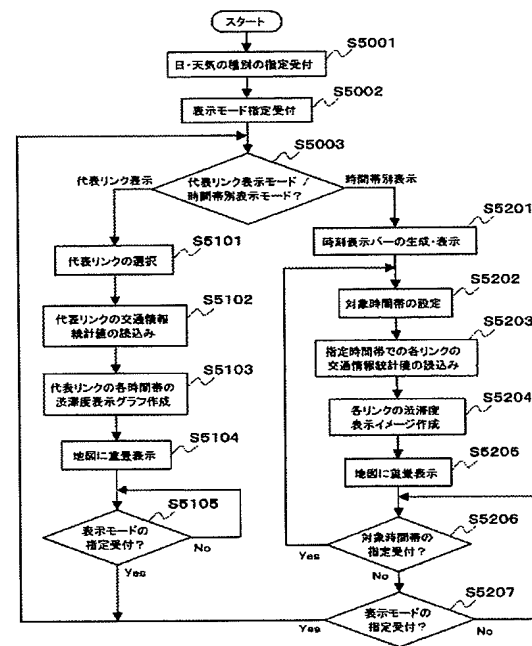 スタート
S5001
日・天気の種別の指定受付
S5002
表示モード指定受付
S5003
代表リンク表示モード/
時間帯別表示モード？
代表リンク表示
時間帯別表示
S5101
代表リンクの選択
S5102
代表リンクの交通情報
統計値の読込み
S5103
代表リンクの各時間帯の
渋滞度表示グラフ作成
S5104
地図に重畳表示
S5105
表示モードの
指定受付？
No
Yes
S5201
時刻表示バーの生成・表示
S5202
対象時間帯の設定
S5203
指定時間帯での各リンクの
交通情報統計値の読込み
S5204
各リンクの渋滞度
表示イメージ作成
S5205
地図に重畳表示
S5206
対象時間帯の
指定受付？
Yes
No
S5207
表示モードの
指定受付？
Yes
No